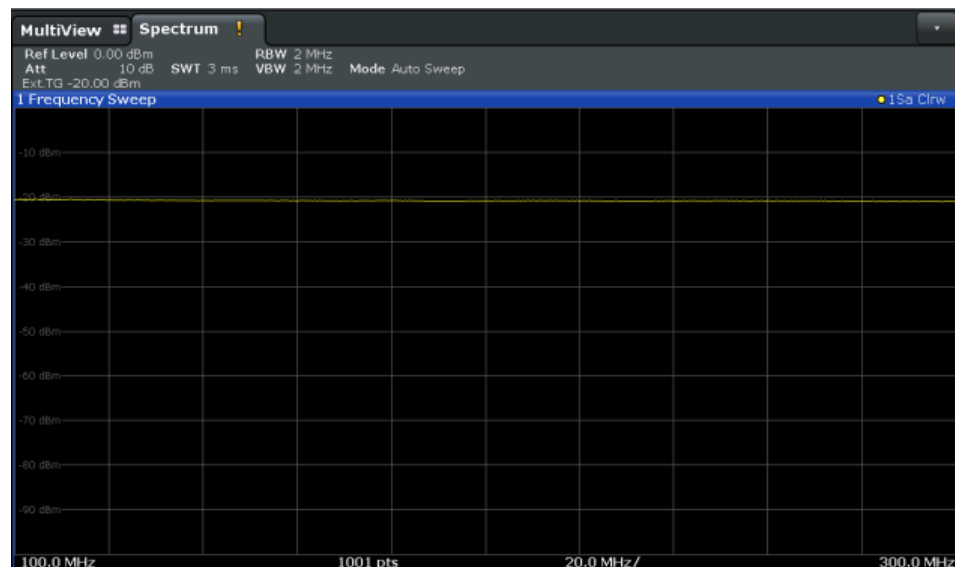 MultiView Spectrum !
Ref Level 0.00 dBm RBW 2 MHz
Att 10 dB SWT 3 ms VBW 2 MHz Mode Auto Sweep
Ext.TG -20.00 dBm
1 Frequency Sweep 1Sa Clrw
-10 dBm
-20 dBm
-30 dBm
-40 dBm
-50 dBm
-60 dBm
-70 dBm
-80 dBm
-90 dBm
100.0 MHz 1001 pts 20.0 MHz/ 300.0 MHz